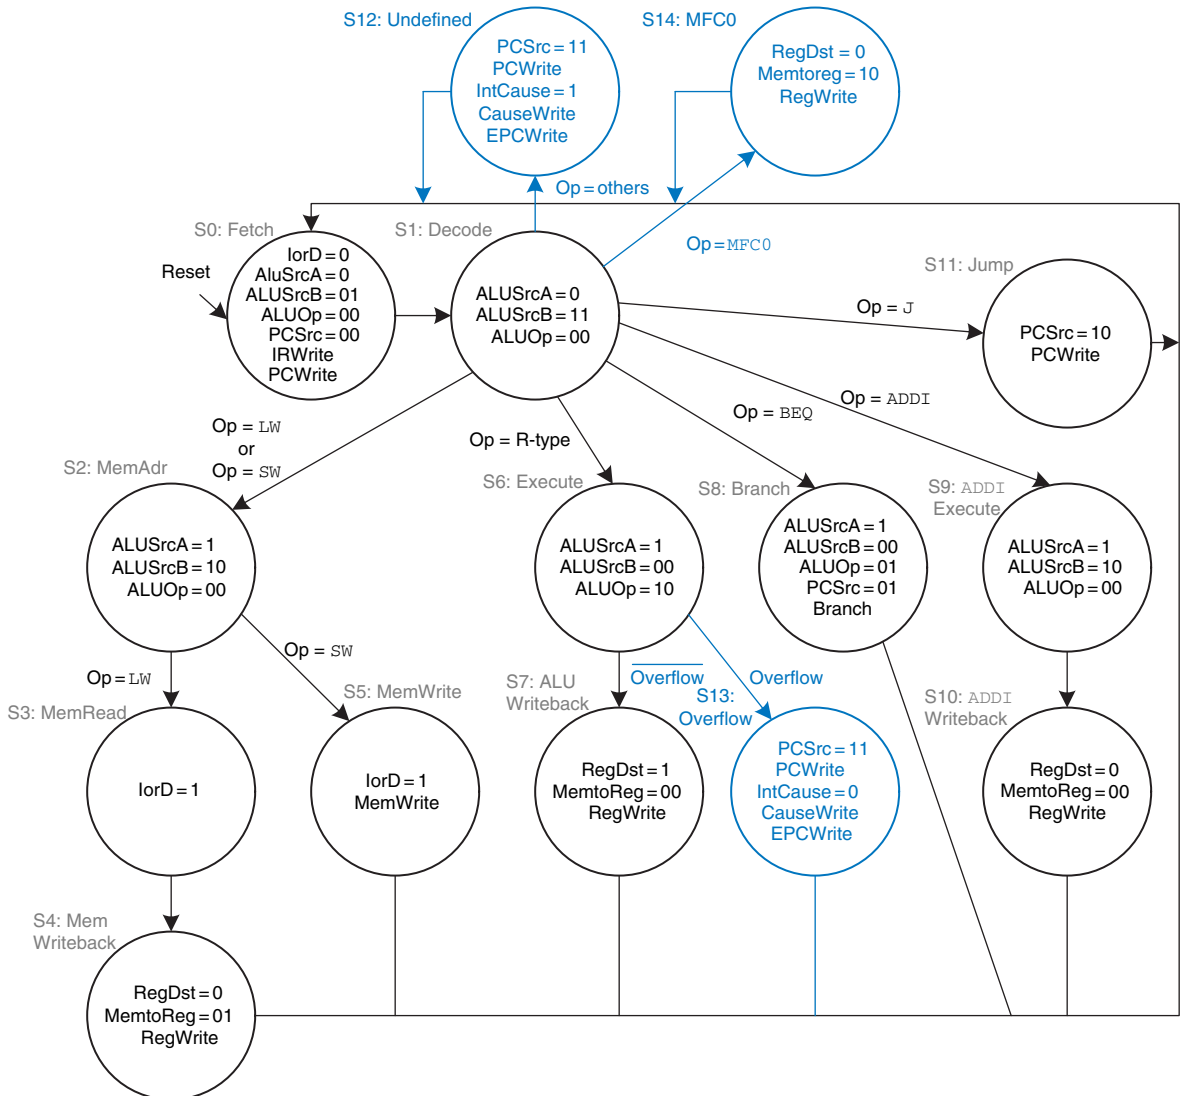 S12: Undefined
PCSrc = 11
PCWrite
IntCause = 1
CauseWrite
EPCWrite
S14: MFC0
RegDst = 0
Memtoreg = 10
RegWrite
Op = others
Op = MFC0
S0: Fetch
Reset
IorD = 0
AluSrcA = 0
ALUSrcB = 01
ALUOp = 00
PCSrc = 00
IRWrite
PCWrite
S1: Decode
ALUSrcA = 0
ALUSrcB = 11
ALUOp = 00
S11: Jump
Op = J
PCSrc = 10
PCWrite
Op = LW
or
Op = SW
Op = R-type
Op = BEQ
Op = ADDI
S2: MemAdr
ALUSrcA = 1
ALUSrcB = 10
ALUOp = 00
S6: Execute
ALUSrcA = 1
ALUSrcB = 00
ALUOp = 10
S8: Branch
ALUSrcA = 1
ALUSrcB = 00
ALUOp = 01
PCSrc = 01
Branch
S9: ADDI
Execute
ALUSrcA = 1
ALUSrcB = 10
ALUOp = 00
Op = LW
Op = SW
Overflow
Overflow
S3: MemRead
IorD = 1
S5: MemWrite
IorD = 1
MemWrite
S7: ALU
Writeback
RegDst = 1
MemtoReg = 00
RegWrite
S13:
Overflow
PCSrc = 11
PCWrite
IntCause = 0
CauseWrite
EPCWrite
S10: ADDI
Writeback
RegDst = 0
MemtoReg = 00
RegWrite
S4: Mem
Writeback
RegDst = 0
MemtoReg = 01
RegWrite